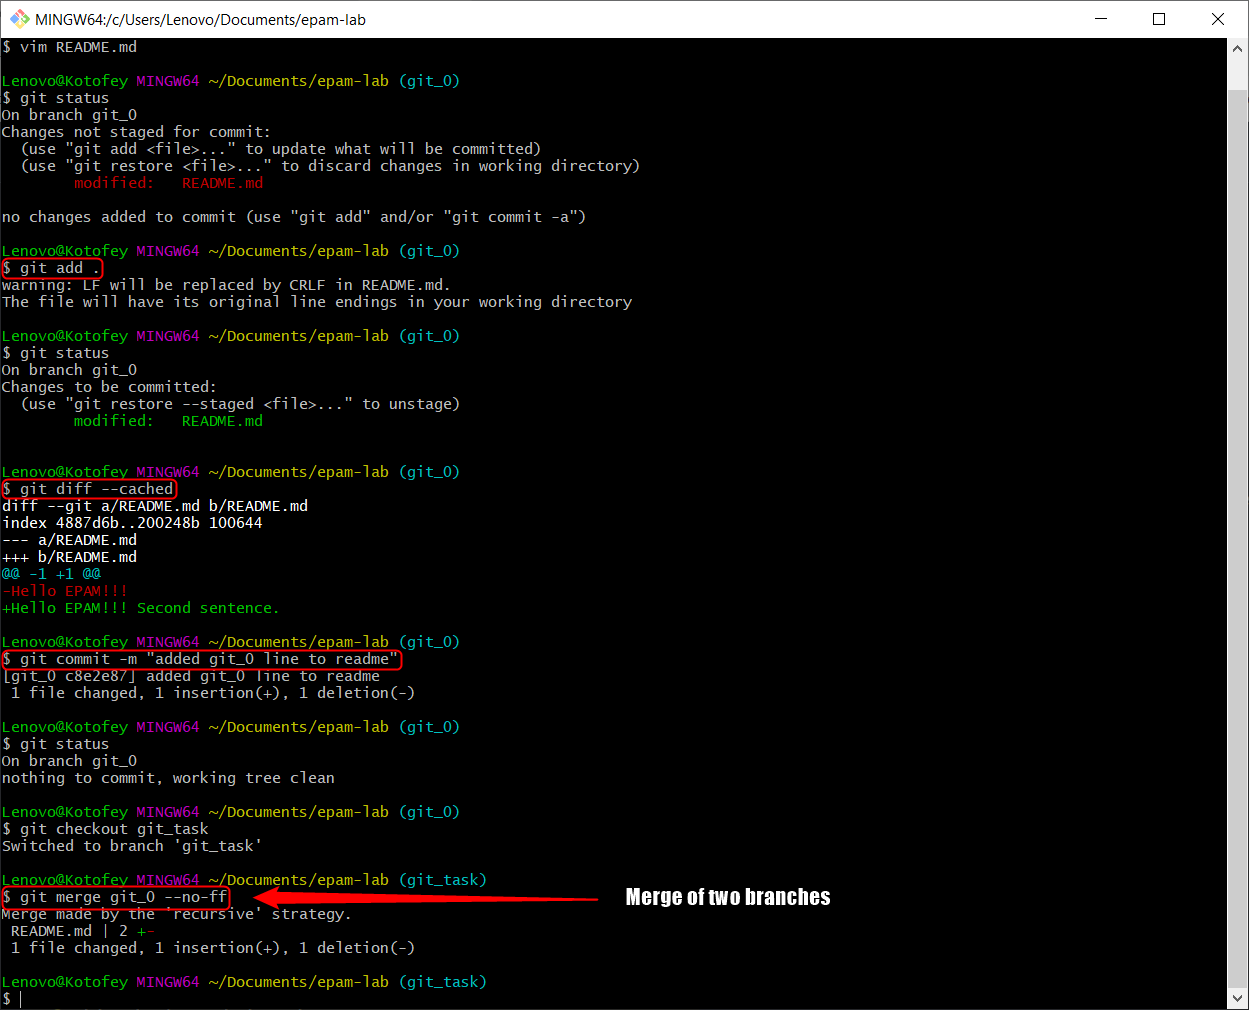 MINGW64:/c/Users/Lenovo/Documents/epam-lab
$ vim README.md
Lenovo@Kotofey MINGW64 ~/Documents/epam-lab (git_0)
$ git status
On branch git_0
Changes not staged for commit:
  (use "git add <file>..." to update what will be committed)
  (use "git restore <file>..." to discard changes in working directory)
        modified:   README.md
no changes added to commit (use "git add" and/or "git commit -a")
Lenovo@Kotofey MINGW64 ~/Documents/epam-lab (git_0)
$ git add .
warning: LF will be replaced by CRLF in README.md.
The file will have its original line endings in your working directory
Lenovo@Kotofey MINGW64 ~/Documents/epam-lab (git_0)
$ git status
On branch git_0
Changes to be committed:
  (use "git restore --staged <file>..." to unstage)
        modified:   README.md
Lenovo@Kotofey MINGW64 ~/Documents/epam-lab (git_0)
$ git diff --cached
diff --git a/README.md b/README.md
index 4887d6b..200248b 100644
--- a/README.md
+++ b/README.md
@@ -1 +1 @@
-Hello EPAM!!!
+Hello EPAM!!! Second sentence.
Lenovo@Kotofey MINGW64 ~/Documents/epam-lab (git_0)
$ git commit -m "added git_0 line to readme"
[git_0 c8e2e87] added git_0 line to readme
 1 file changed, 1 insertion(+), 1 deletion(-)
Lenovo@Kotofey MINGW64 ~/Documents/epam-lab (git_0)
$ git status
On branch git_0
nothing to commit, working tree clean
Lenovo@Kotofey MINGW64 ~/Documents/epam-lab (git_0)
$ git checkout git_task
Switched to branch 'git_task'
Lenovo@Kotofey MINGW64 ~/Documents/epam-lab (git_task)
$ git merge git_0 --no-ff
Merge of two branches
Merge made by the 'recursive' strategy.
 README.md | 2 +-
 1 file changed, 1 insertion(+), 1 deletion(-)
Lenovo@Kotofey MINGW64 ~/Documents/epam-lab (git_task)
$